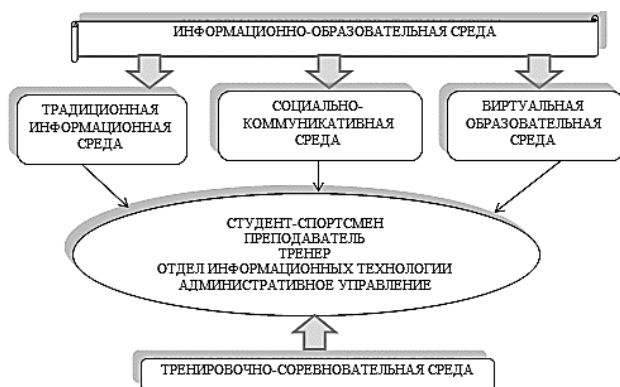 ИНФОРМАЦИОННО-ОБРАЗОВАТЕЛЬНАЯ СРЕДА
ТРАДИЦИОННАЯ
ИНФОРМАЦИОННАЯ
СРЕДА
СОЦИАЛЬНО-
КОММУНИКАТИВНАЯ
СРЕДА
ВИРТУАЛЬНАЯ
ОБРАЗОВАТЕЛЬНАЯ
СРЕДА
СТУДЕНТ-СПОРТСМЕН
ПРЕПОДАВАТЕЛЬ
ТРЕНЕР
ОТДЕЛ ИНФОРМАЦИОННЫХ ТЕХНОЛОГИИ
АДМИНИСТРАТИВНОЕ УПРАВЛЕНИЕ
ТРЕНИРОВОЧНО-СОРЕВНОВАТЕЛЬНАЯ СРЕДА